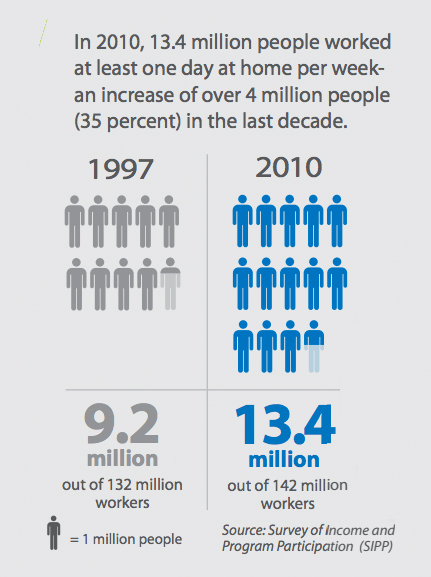 In 2010, 13.4 million people worked
at least one day at home per week-
an increase of over 4 million people
(35 percent) in the last decade.
1997
2010
9.2
million
out of 132 million
workers
13.4
million
out of 142 million
workers
= 1 million people
Source: Survey of Income and
Program Participation (SIPP)